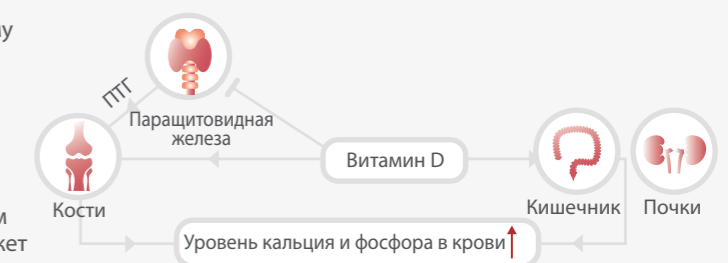 ПТГ
Паращитовидная
железа
Витамин D
Кости
Кишечник
Почки
Уровень кальция и фосфора в крови